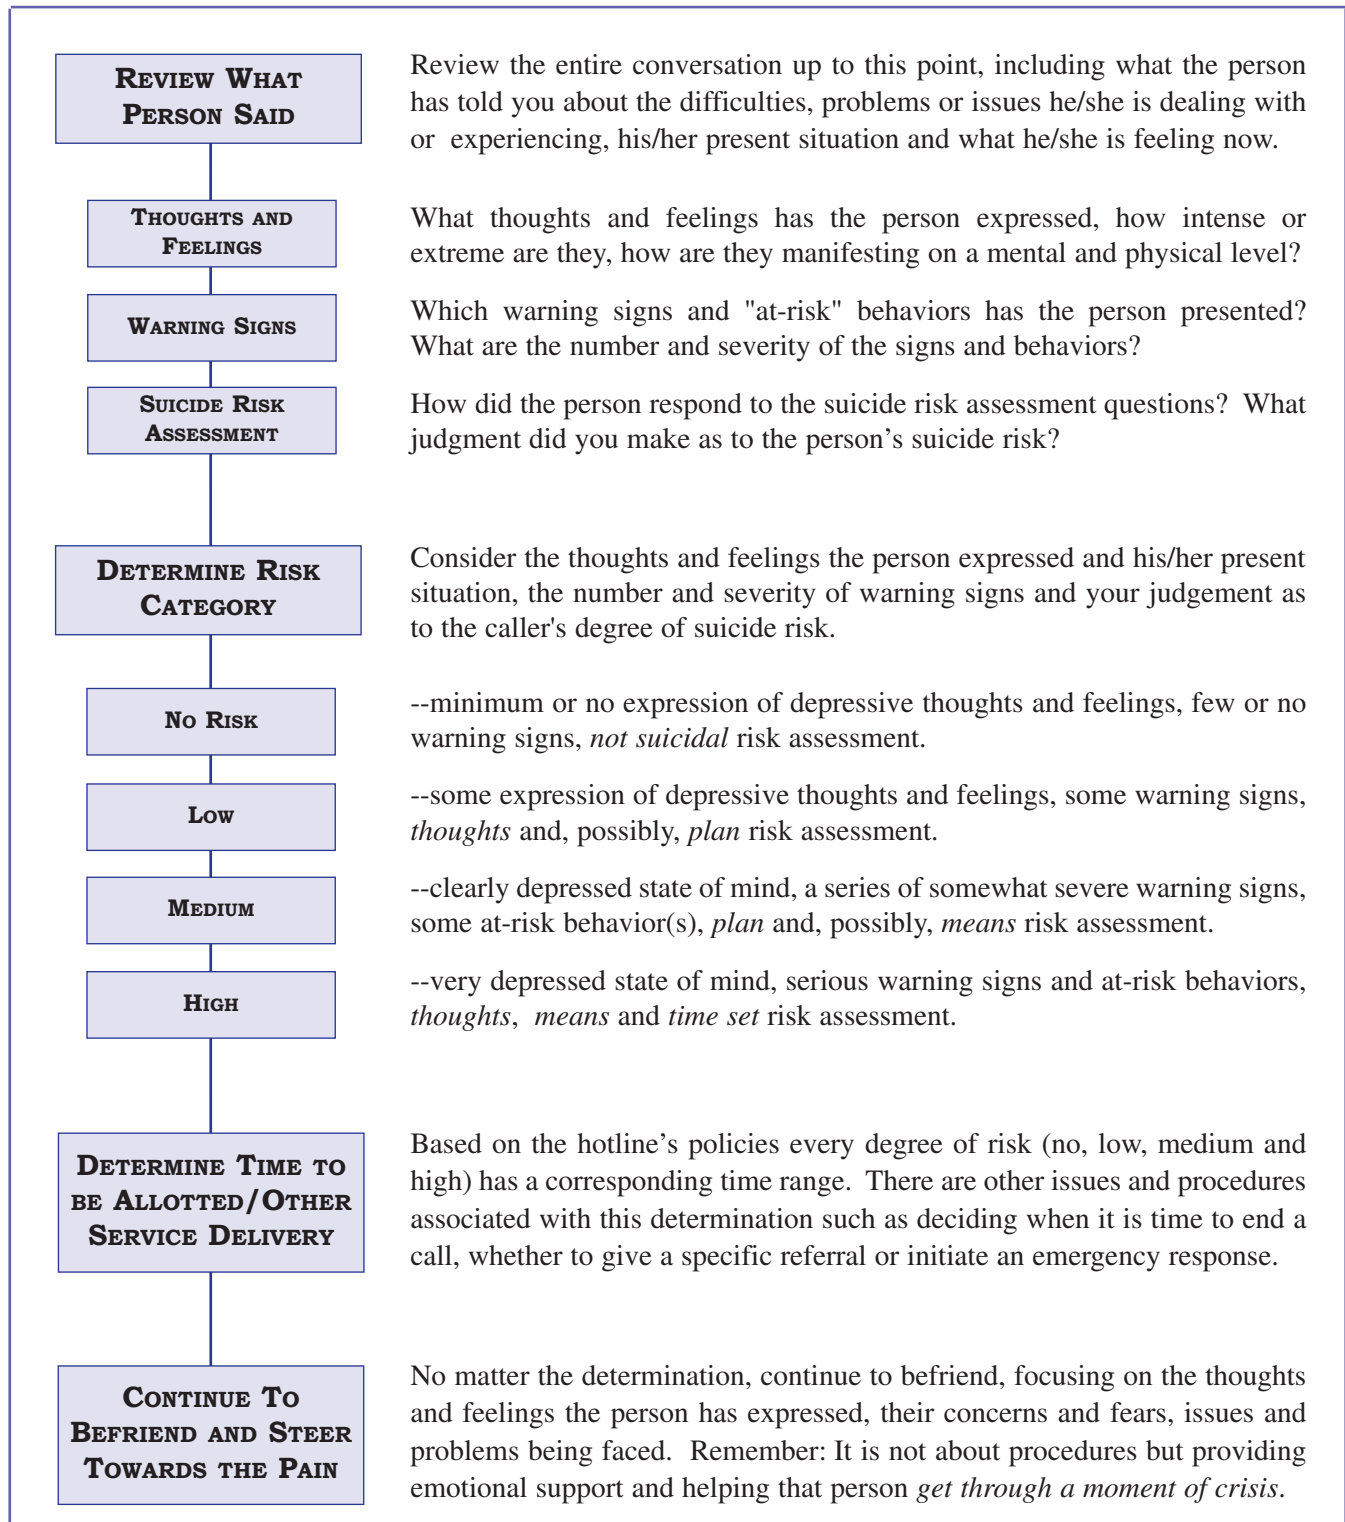 REVIEW WHAT
PERSON SAID
Review the entire conversation up to this point, including what the person
has told you about the difficulties, problems or issues he/she is dealing with
or experiencing, his/her present situation and what he/she is feeling now.
THOUGHTS AND
FEELINGS
What thoughts and feelings has the person expressed, how intense or
extreme are they, how are they manifesting on a mental and physical level?
WARNING SIGNS
Which warning signs and "at-risk" behaviors has the person presented?
What are the number and severity of the signs and behaviors?
SUICIDE RISK
ASSESSMENT
How did the person respond to the suicide risk assessment questions? What
judgment did you make as to the person's suicide risk?
DETERMINE RISK
CATEGORY
Consider the thoughts and feelings the person expressed and his/her present
situation, the number and severity of warning signs and your judgement as
to the caller's degree of suicide risk.
NO RISK
--minimum or no expression of depressive thoughts and feelings, few or no
warning signs, not suicidal risk assessment.
LOW
--some expression of depressive thoughts and feelings, some warning signs,
thoughts and, possibly, plan risk assessment.
MEDIUM
--clearly depressed state of mind, a series of somewhat severe warning signs,
some at-risk behavior(s), plan and, possibly, means risk assessment.
HIGH
--very depressed state of mind, serious warning signs and at-risk behaviors,
thoughts, means and time set risk assessment.
DETERMINE TIME TO
BE ALLOTTED/OTHER
SERVICE DELIVERY
Based on the hotline's policies every degree of risk (no, low, medium and
high) has a corresponding time range. There are other issues and procedures
associated with this determination such as deciding when it is time to end a
call, whether to give a specific referral or initiate an emergency response.
CONTINUE TO
BEFRIEND AND STEER
TOWARDS THE PAIN
No matter the determination, continue to befriend, focusing on the thoughts
and feelings the person has expressed, their concerns and fears, issues and
problems being faced. Remember: It is not about procedures but providing
emotional support and helping that person get through a moment of crisis.